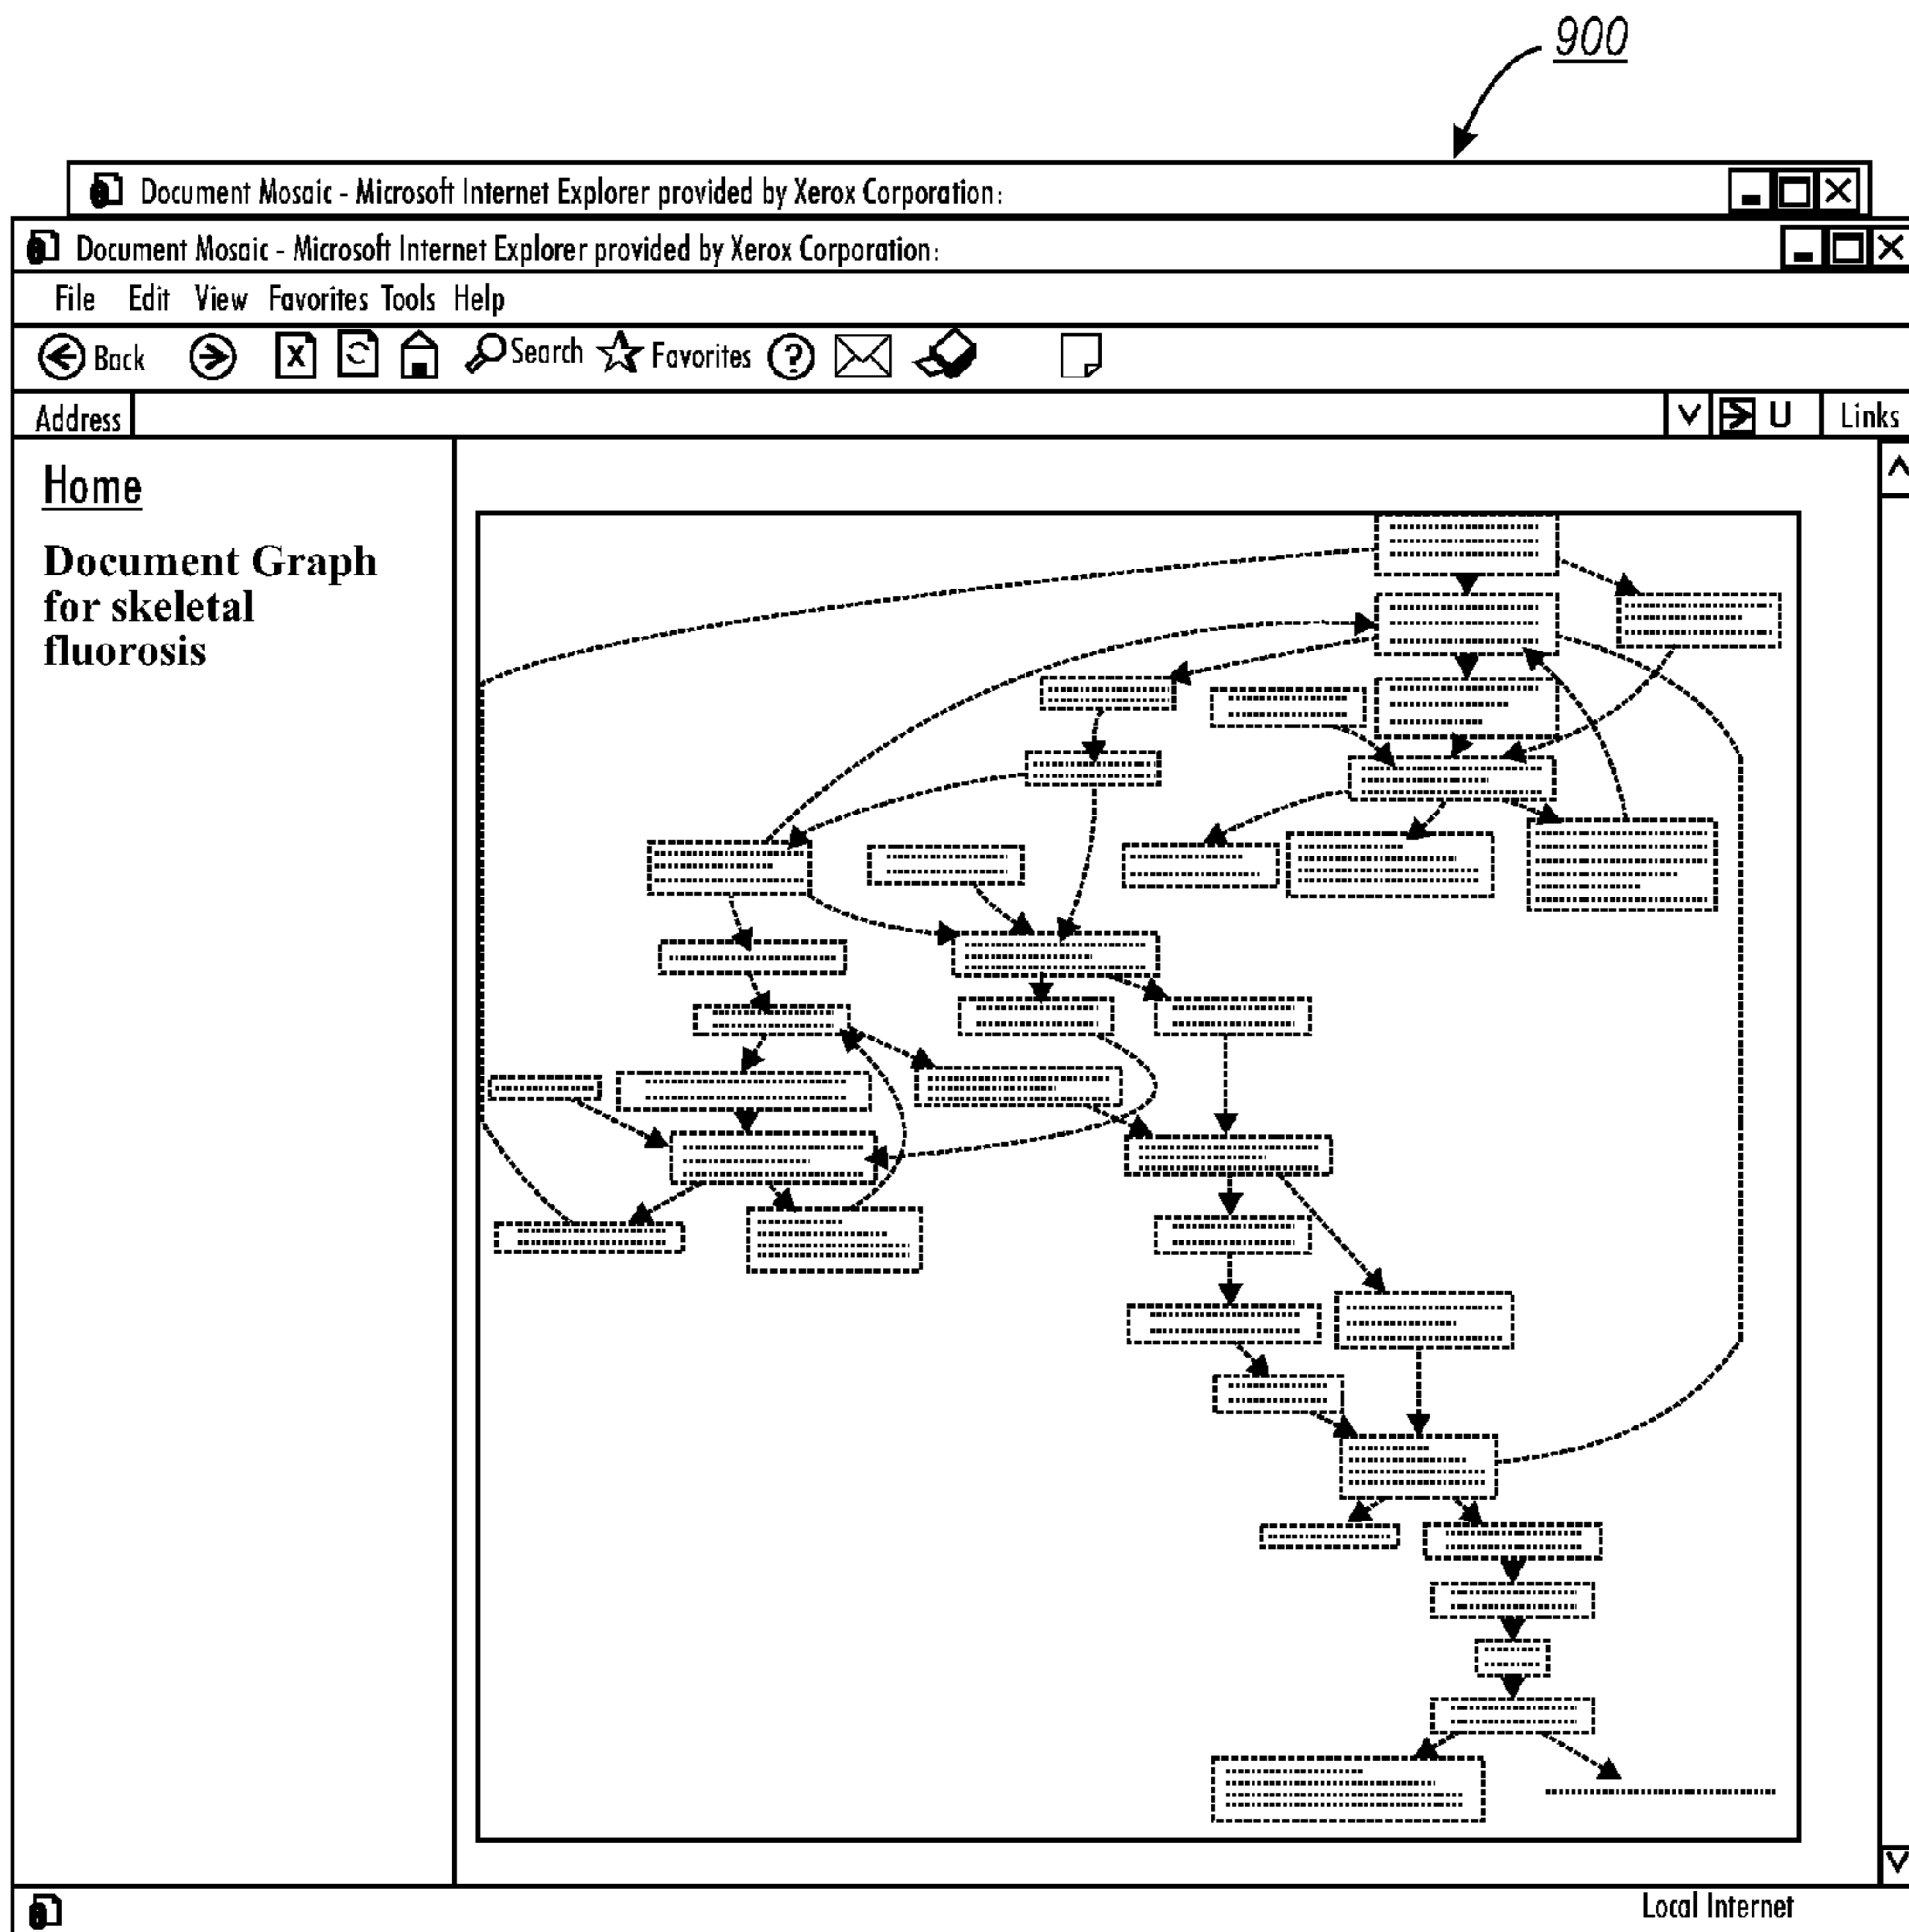 900
Document Mosaic - Microsoft Internet Explorer provided by Xerox Corporation:
Document Mosaic - Microsoft Internet Explorer provided by Xerox Corporation:
File Edit View Favorites Tools Help
Back Search Favorites
Address U Links
Home
Document Graph
for skeletal
fluorosis
Local Internet